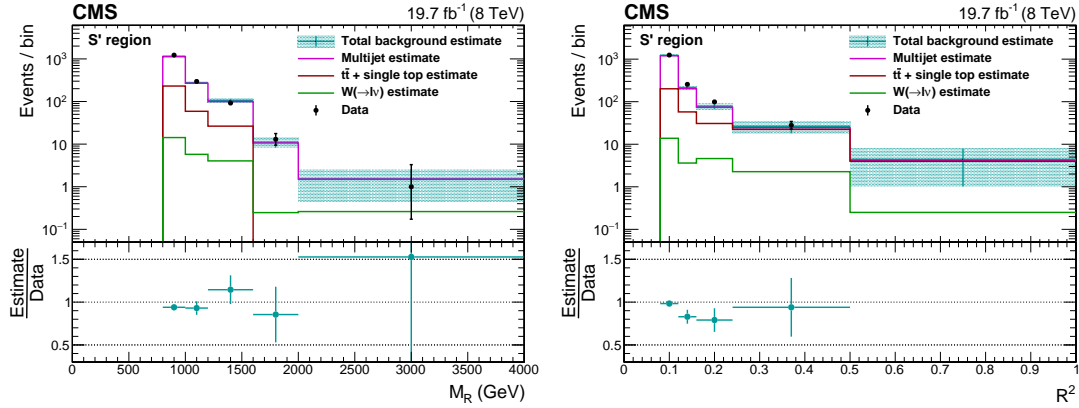 CMS 19.7 fb⁻¹ (8 TeV)
S' region
Total background estimate
Multijet estimate
tt̄ + single top estimate
W(→lν) estimate
Data
Events / bin
10³
10²
10
1
10⁻¹
Estimate
Data
1.5
1
0.5
0 500 1000 1500 2000 2500 3000 3500 4000
M_R (GeV)
CMS 19.7 fb⁻¹ (8 TeV)
S' region
Total background estimate
Multijet estimate
tt̄ + single top estimate
W(→lν) estimate
Data
Events / bin
10³
10²
10
1
10⁻¹
Estimate
Data
1.5
1
0.5
0 0.1 0.2 0.3 0.4 0.5 0.6 0.7 0.8 0.9 1
R²